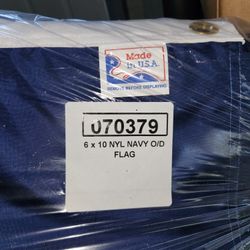 Made
in U.S.A.
REMOVE BEFORE DISPLAYING
070379
6 x 10 NYL NAVY O/D
FLAG